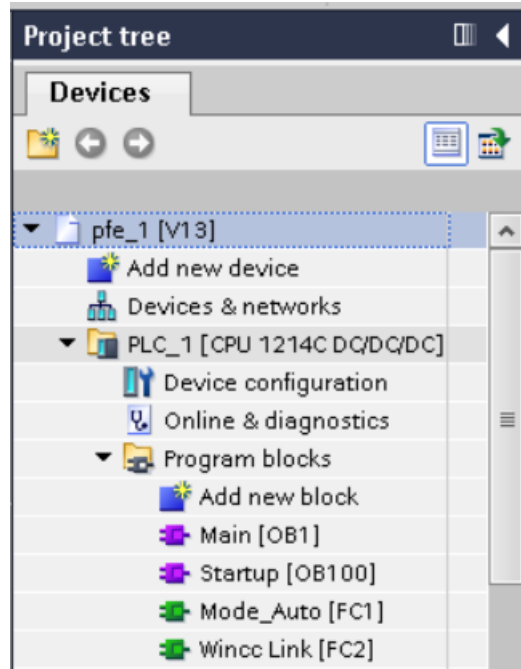 Project tree
Devices
pfe_1 [V13]
Add new device
Devices & networks
PLC_1 [CPU 1214C DC/DC/DC]
Device configuration
Online & diagnostics
Program blocks
Add new block
Main [OB1]
Startup [OB100]
Mode_Auto [FC1]
Wincc Link [FC2]